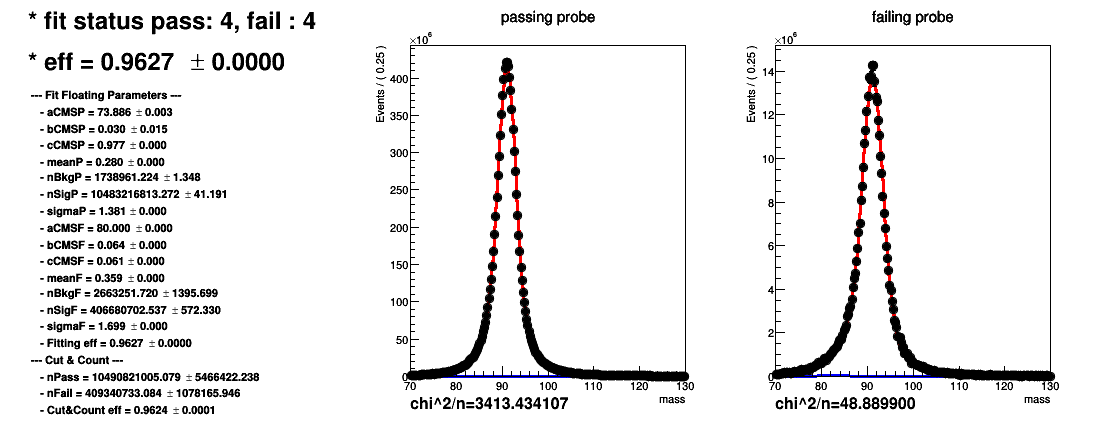 * fit status pass: 4, fail : 4
* eff = 0.9627 ± 0.0000
--- Fit Floating Parameters ---
- aCMSP = 73.886 ± 0.003
- bCMSP = 0.030 ± 0.015
- cCMSP = 0.977 ± 0.000
- meanP = 0.280 ± 0.000
- nBkgP = 1738961.224 ± 1.348
- nSigP = 10483216813.272 ± 41.191
- sigmaP = 1.381 ± 0.000
- aCMSF = 80.000 ± 0.000
- bCMSF = 0.064 ± 0.000
- cCMSF = 0.061 ± 0.000
- meanF = 0.359 ± 0.000
- nBkgF = 2663251.720 ± 1395.699
- nSigF = 406680702.537 ± 572.330
- sigmaF = 1.699 ± 0.000
- Fitting eff = 0.9627 ± 0.0000
--- Cut & Count ---
- nPass = 10490821005.079 ± 5466422.238
- nFail = 409340733.084 ± 1078165.946
- Cut&Count eff = 0.9624 ± 0.0001
passing probe
×10^6
Events / ( 0.25 )
400
350
300
250
200
150
100
50
0
70 80 90 100 110 120 130
mass
chi^2/n=3413.434107
failing probe
×10^6
Events / ( 0.25 )
14
12
10
8
6
4
2
0
70 80 90 100 110 120 130
mass
chi^2/n=48.889900